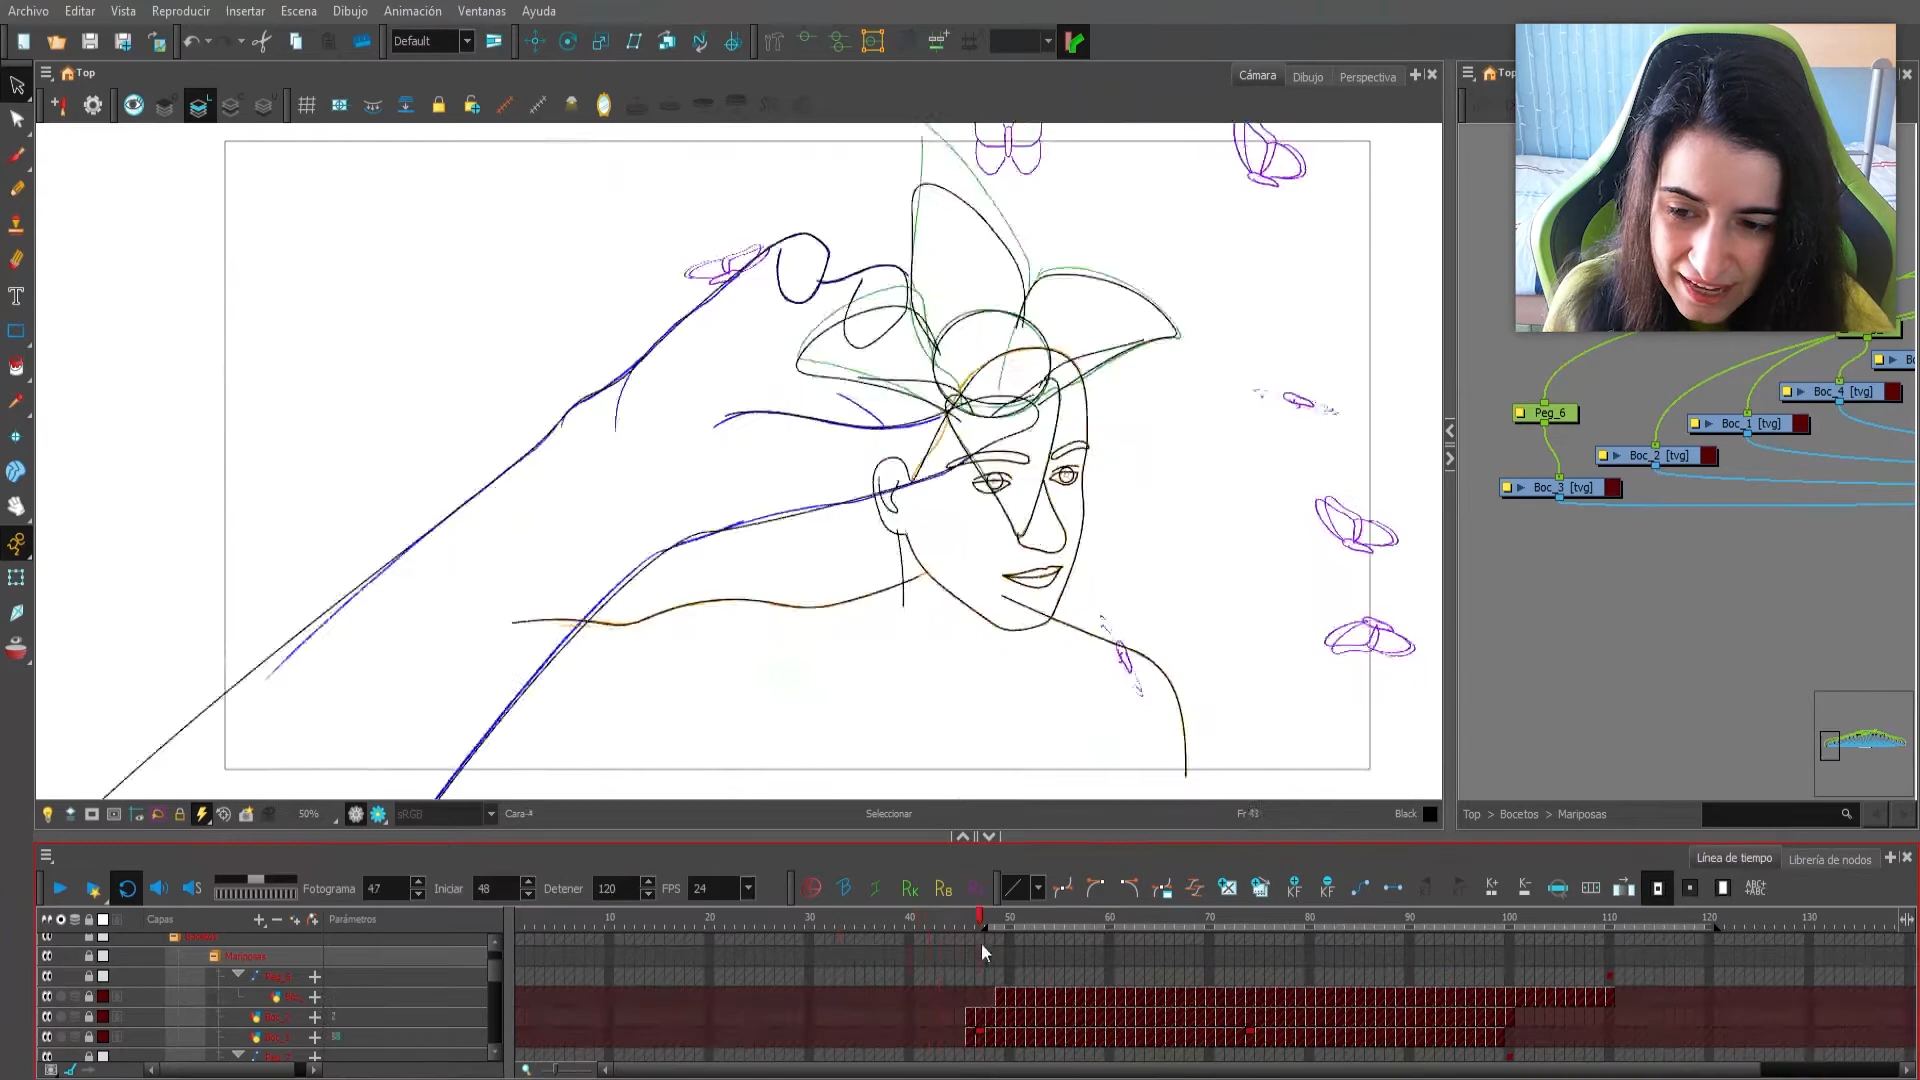 Archivo Editar Vista Reproducir Insertar Escena Dibujo Animación Ventanas Ayuda
Default
Top
Cámara Dibujo Perspectiva
Top
Peg_6
Boc_4 [tvg]
Boc_1 [tvg]
Boc_2 [tvg]
Boc_3 [tvg]
50% sRGB Seleccionar Fr 43 Black
Top > Bocetos > Mariposas
Línea de tiempo Librería de nodos
Fotograma 47 Iniciar 48 Detener 120 FPS 24
Capas Parámetros
10 20 30 40 50 60 70 80 90 100 110 120 130
Bocetos
Mariposas